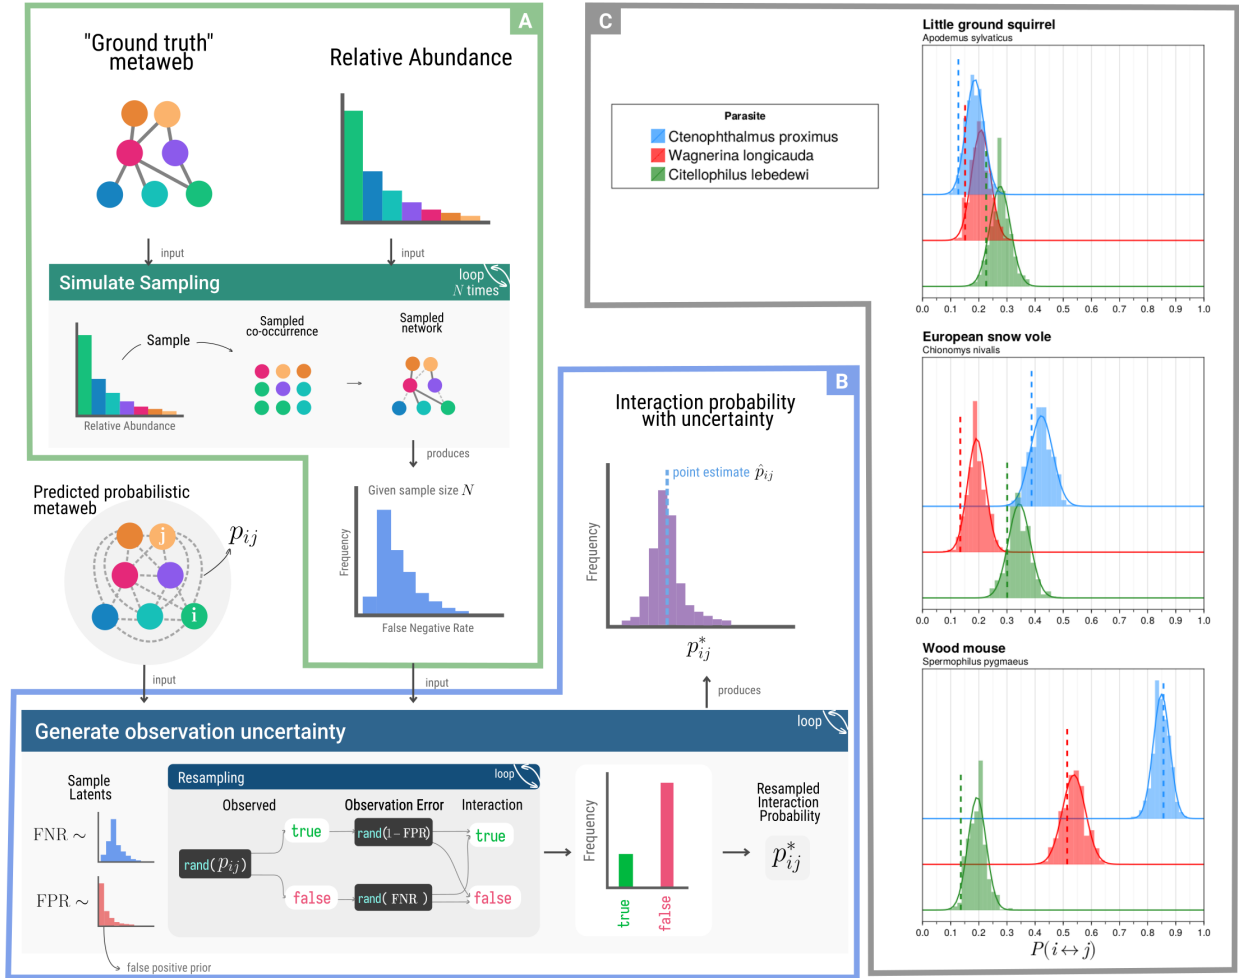 A
"Ground truth"
metaweb
Relative Abundance
input
input
Simulate Sampling
loop
N times
Sample
Relative Abundance
Sampled
co-occurrence
Sampled
network
produces
Given sample size N
Frequency
False Negative Rate
Predicted probabilistic
metaweb
j
i
p_ij
input
input
B
Interaction probability
with uncertainty
point estimate p̂_ij
Frequency
p*_ij
produces
Generate observation uncertainty
loop
Sample
Latents
FNR ~
FPR ~
false positive prior
Resampling
loop
Observed
Observation Error
Interaction
rand(p_ij)
true
false
rand(1-FPR)
rand( FNR )
true
false
Frequency
true
false
Resampled
Interaction
Probability
p*_ij
C
Parasite
Ctenophthalmus proximus
Wagnerina longicauda
Citellophilus lebedewi
Little ground squirrel
Apodemus sylvaticus
0.0 0.1 0.2 0.3 0.4 0.5 0.6 0.7 0.8 0.9 1.0
European snow vole
Chionomys nivalis
0.0 0.1 0.2 0.3 0.4 0.5 0.6 0.7 0.8 0.9 1.0
Wood mouse
Spermophilus pygmaeus
0.0 0.1 0.2 0.3 0.4 0.5 0.6 0.7 0.8 0.9 1.0
P(i↔j)